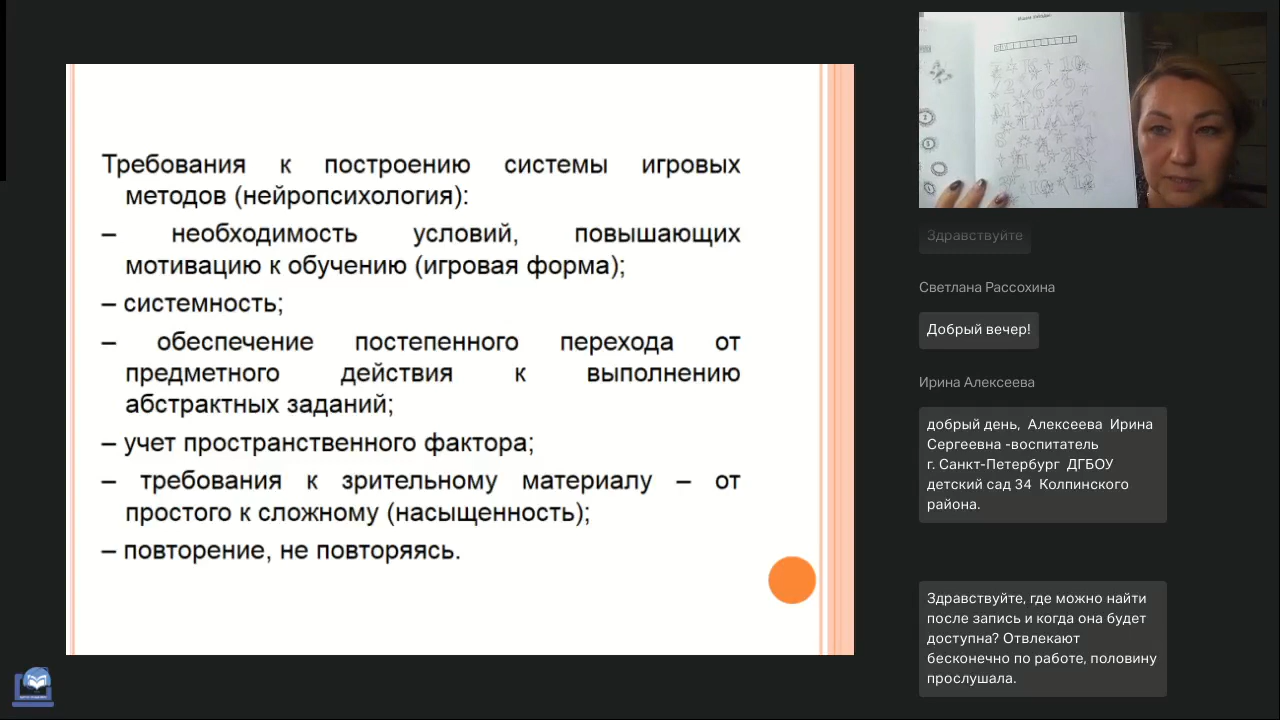 Требования к построению системы игровых
методов (нейропсихология):
– необходимость условий, повышающих
мотивацию к обучению (игровая форма);
– системность;
– обеспечение постепенного перехода от
предметного действия к выполнению
абстрактных заданий;
– учет пространственного фактора;
– требования к зрительному материалу – от
простого к сложному (насыщенность);
– повторение, не повторяясь.
Здравствуйте
Светлана Рассохина
Добрый вечер!
Ирина Алексеева
добрый день, Алексеева Ирина
Сергеевна -воспитатель
г. Санкт-Петербург ДГБОУ
детский сад 34 Колпинского
района.
Здравствуйте, где можно найти
после запись и когда она будет
доступна? Отвлекают
бесконечно по работе, половину
прослушала.